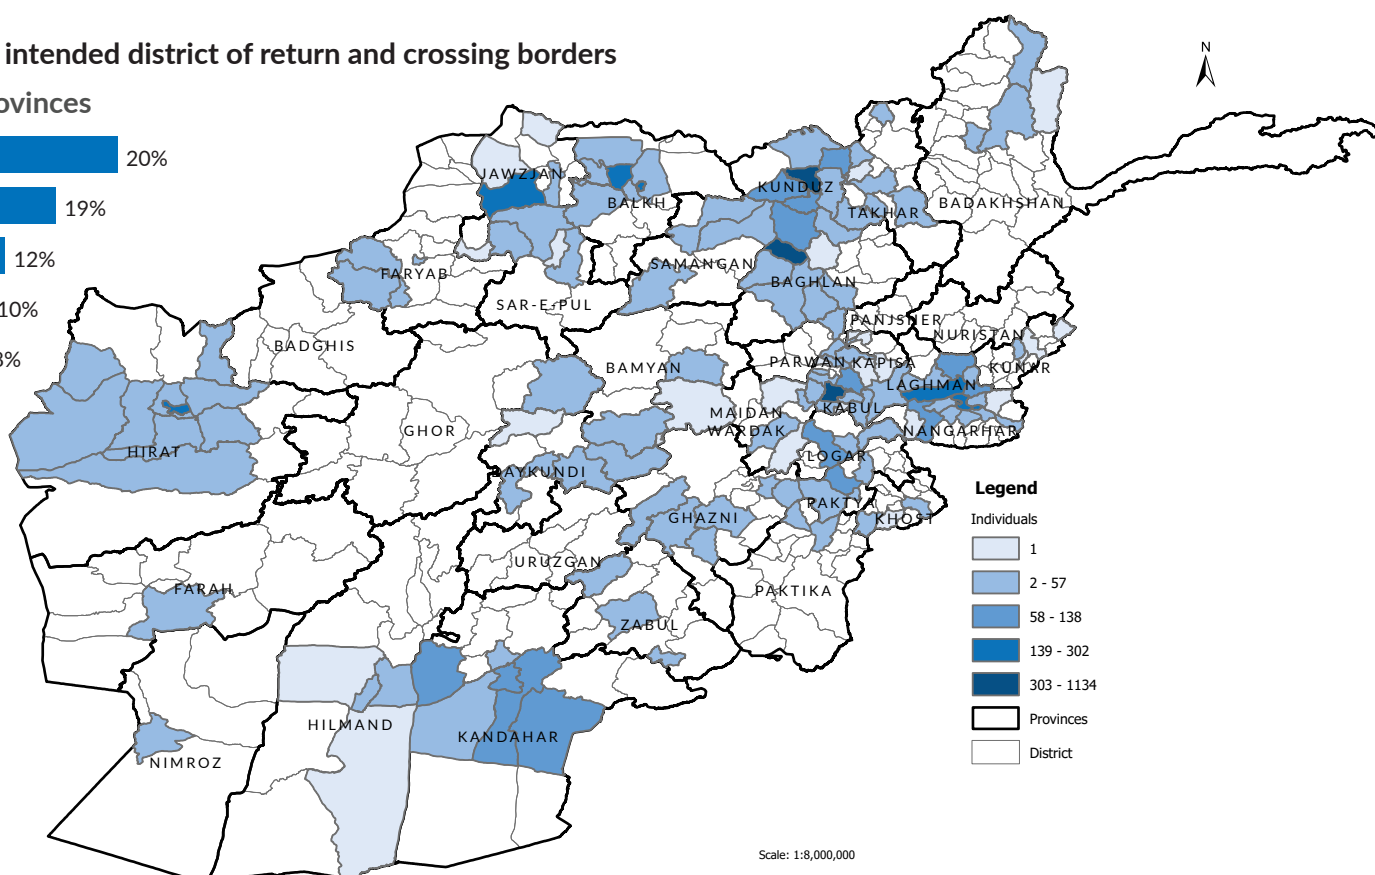 intended district of return and crossing borders
ovinces
20%
19%
12%
10%
3%
N
JAWZJAN
BALKH
KUNDUZ
TAKHAR
BADAKHSHAN
FARYAB
SAMANGAN
BAGHLAN
SAR-E-PUL
PANJSHER
NURISTAN
BADGHIS
BAMYAN
PARWAN
KAPISA
KUNAR
LAGHMAN
KABUL
MAIDAN
WARDAK
GHOR
NANGARHAR
HIRAT
LOGAR
DAYKUNDI
PAKTYA
KHOST
GHAZNI
URUZGAN
FARAH
PAKTIKA
ZABUL
HILMAND
KANDAHAR
NIMROZ
Legend
Individuals
1
2 - 57
58 - 138
139 - 302
303 - 1134
Provinces
District
Scale: 1:8,000,000